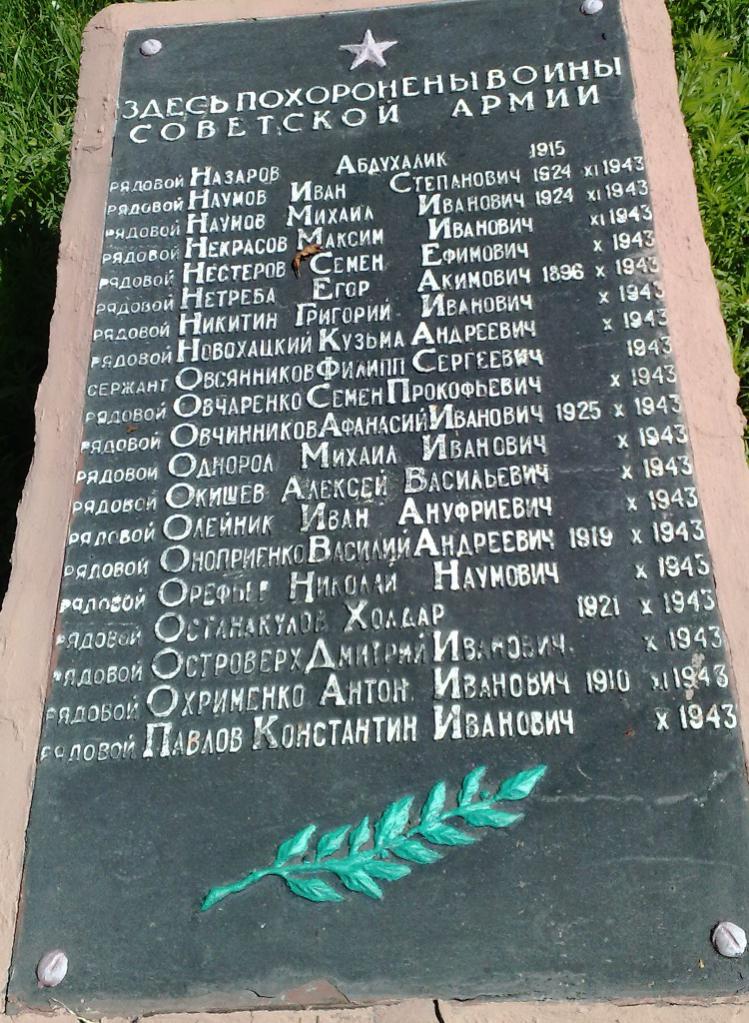 ЗДЕСЬ ПОХОРОНЕНЫ ВОИНЫ
СОВЕТСКОЙ АРМИИ
РЯДОВОЙ НАЗАРОВ АБДУХАЛИК 1915
РЯДОВОЙ НАУМОВ ИВАН СТЕПАНОВИЧ 1924 XI 1943
РЯДОВОЙ НАУМОВ МИХАИЛ ИВАНОВИЧ 1924 XI 1943
РЯДОВОЙ НЕКРАСОВ МАКСИМ ИВАНОВИЧ XI 1943
РЯДОВОЙ НЕСТЕРОВ СЕМЕН ЕФИМОВИЧ X 1943
РЯДОВОЙ НЕТРЕБА ЕГОР АКИМОВИЧ 1896 X 1943
РЯДОВОЙ НИКИТИН ГРИГОРИЙ ИВАНОВИЧ X 1943
РЯДОВОЙ НОВОХАЦКИЙ КУЗЬМА АНДРЕЕВИЧ X 1943
СЕРЖАНТ ОВСЯННИКОВ ФИЛИПП СЕРГЕЕВИЧ 1943
РЯДОВОЙ ОВЧАРЕНКО СЕМЕН ПРОКОФЬЕВИЧ X 1943
РЯДОВОЙ ОВЧИННИКОВ АФАНАСИЙ ИВАНОВИЧ 1925 X 1943
РЯДОВОЙ ОДНОРОЛ МИХАИЛ ИВАНОВИЧ X 1943
РЯДОВОЙ ОКИШЕВ АЛЕКСЕЙ ВАСИЛЬЕВИЧ X 1943
РЯДОВОЙ ОЛЕЙНИК ИВАН АНУФРИЕВИЧ X 1943
РЯДОВОЙ ОНОПРИЕНКО ВАСИЛИЙ АНДРЕЕВИЧ 1919 X 1943
РЯДОВОЙ ОРЕФЬЕВ НИКОЛАЙ НАУМОВИЧ X 1943
РЯДОВОЙ ОСТАНАКУЛОВ ХОЛДАР 1921 X 1943
РЯДОВОЙ ОСТРОВЕРХ ДМИТРИЙ ИВАНОВИЧ X 1943
РЯДОВОЙ ОХРИМЕНКО АНТОН ИВАНОВИЧ 1910 XI 1943
РЯДОВОЙ ПАВЛОВ КОНСТАНТИН ИВАНОВИЧ X 1943